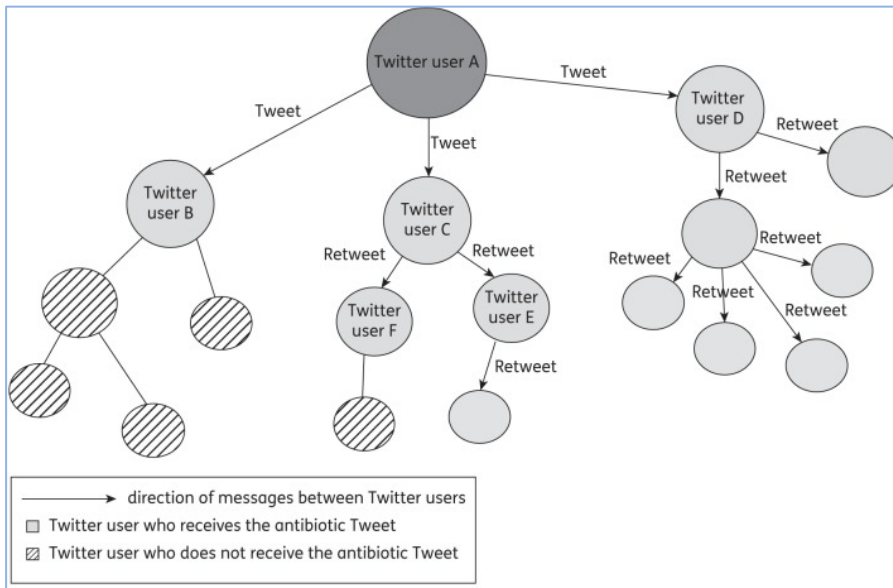 Twitter user A
Tweet
Tweet
Tweet
Twitter
user D
Retweet
Retweet
Twitter
user B
Twitter
user C
Retweet
Retweet
Retweet
Retweet
Retweet
Retweet
Twitter
user F
Twitter
user E
Retweet
direction of messages between Twitter users
Twitter user who receives the antibiotic Tweet
Twitter user who does not receive the antibiotic Tweet